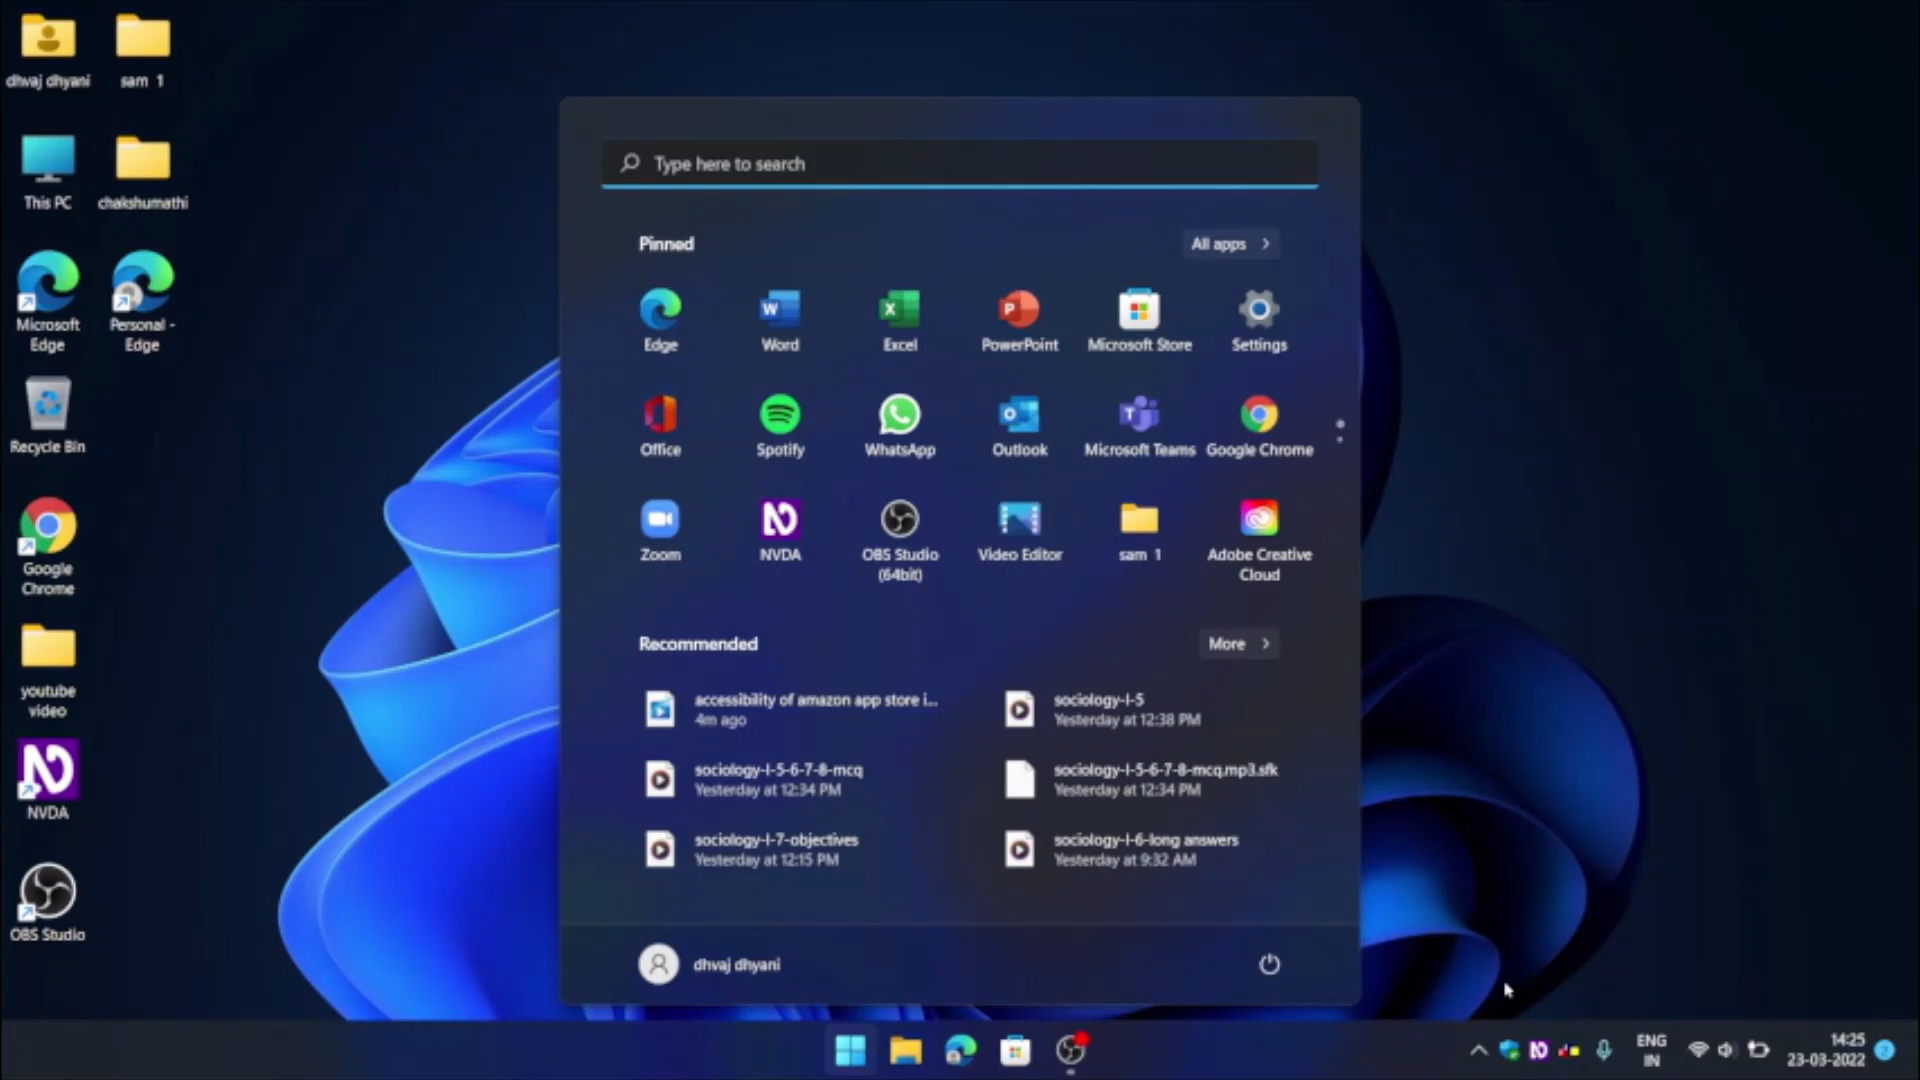 dhvaj dhyani
sam 1
This PC
chakshumathi
Microsoft
Edge
Personal -
Edge
Recycle Bin
Google
Chrome
youtube
video
NVDA
OBS Studio
Type here to search
Pinned
All apps
Edge
Word
Excel
PowerPoint
Microsoft Store
Settings
Office
Spotify
WhatsApp
Outlook
Microsoft Teams
Google Chrome
Zoom
NVDA
OBS Studio
(64bit)
Video Editor
sam 1
Adobe Creative
Cloud
Recommended
More
accessibility of amazon app store i...
4m ago
sociology-l-5
Yesterday at 12:38 PM
sociology-l-5-6-7-8-mcq
Yesterday at 12:34 PM
sociology-l-5-6-7-8-mcq.mp3.sfk
Yesterday at 12:34 PM
sociology-l-7-objectives
Yesterday at 12:15 PM
sociology-l-6-long answers
Yesterday at 9:32 AM
dhvaj dhyani
ENG
IN
14:25
23-03-2022
2